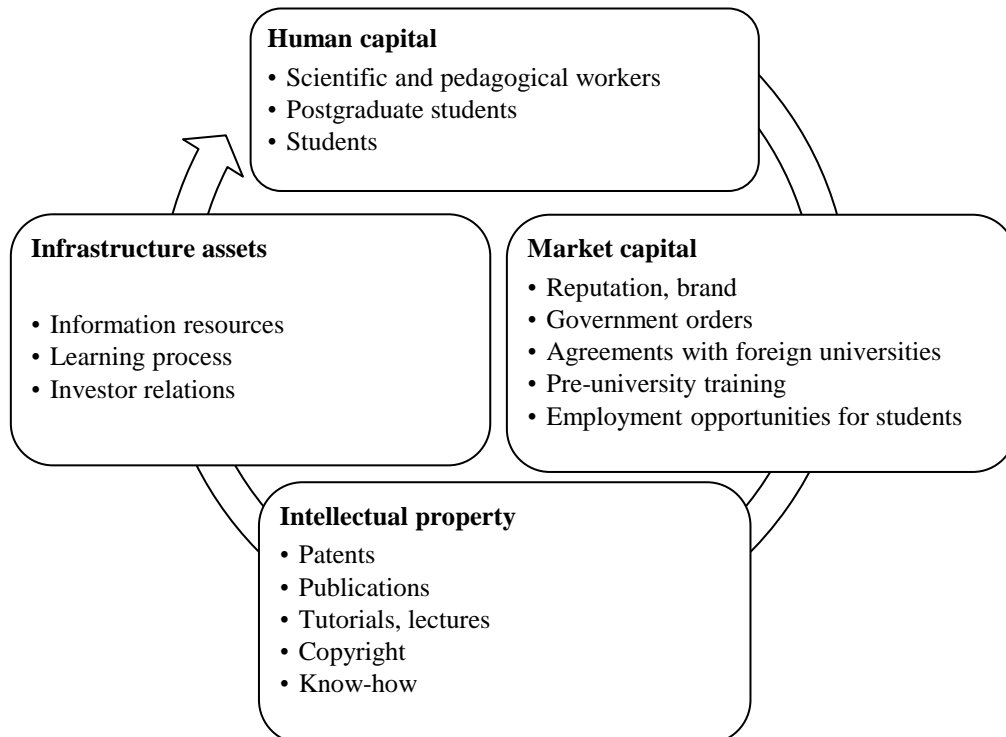 Human capital
• Scientific and pedagogical workers
• Postgraduate students
• Students
Infrastructure assets
• Information resources
• Learning process
• Investor relations
Market capital
• Reputation, brand
• Government orders
• Agreements with foreign universities
• Pre-university training
• Employment opportunities for students
Intellectual property
• Patents
• Publications
• Tutorials, lectures
• Copyright
• Know-how